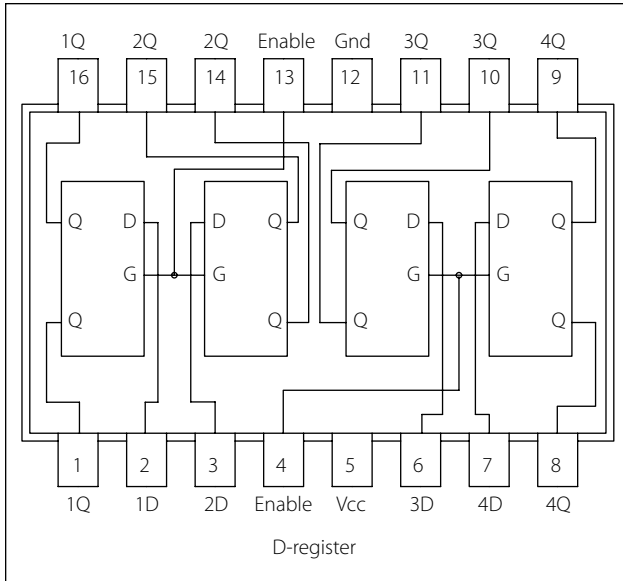 1Q 2Q 2Q Enable Gnd 3Q 3Q 4Q
16 15 14 13 12 11 10 9
Q D D Q Q D D Q
G G G G
Q Q Q Q
1 2 3 4 5 6 7 8
1Q 1D 2D Enable Vcc 3D 4D 4Q
D-register